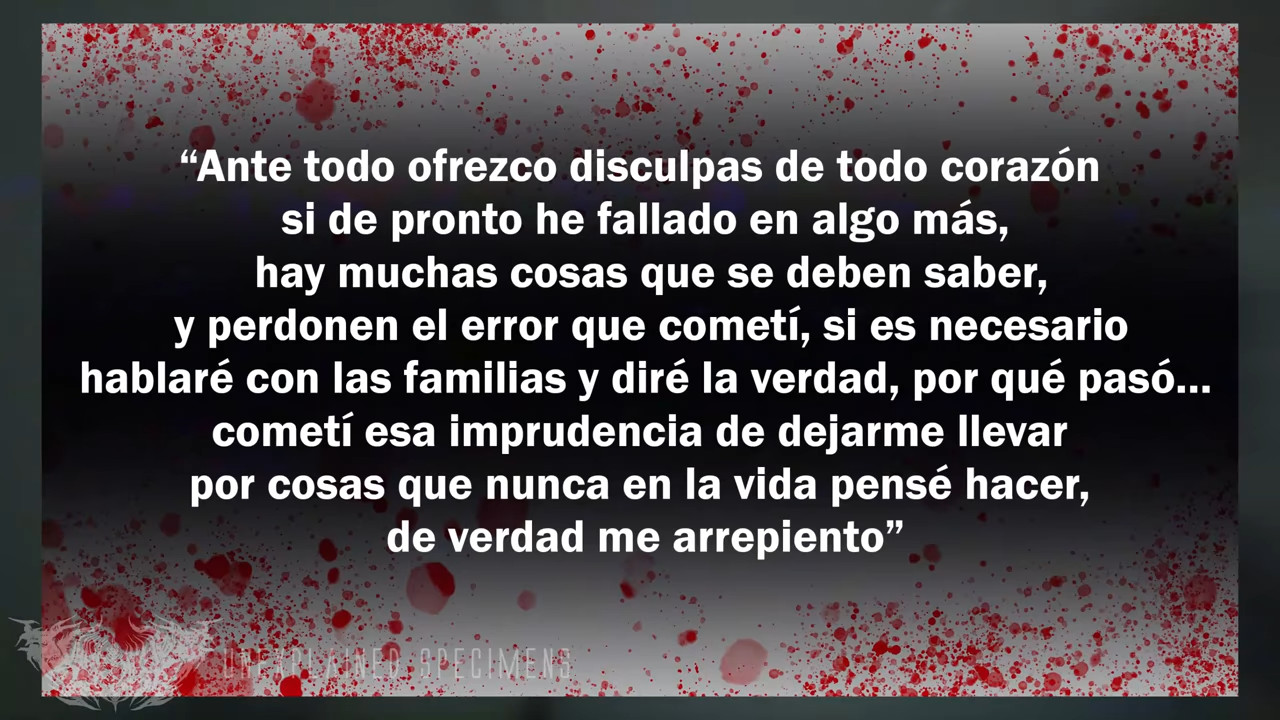 “Ante todo ofrezco disculpas de todo corazón
si de pronto he fallado en algo más,
hay muchas cosas que se deben saber,
y perdonen el error que cometí, si es necesario
hablaré con las familias y diré la verdad, por qué pasó...
cometí esa imprudencia de dejarme llevar
por cosas que nunca en la vida pensé hacer,
de verdad me arrepiento”
UNEXPLAINED SPECIMENS